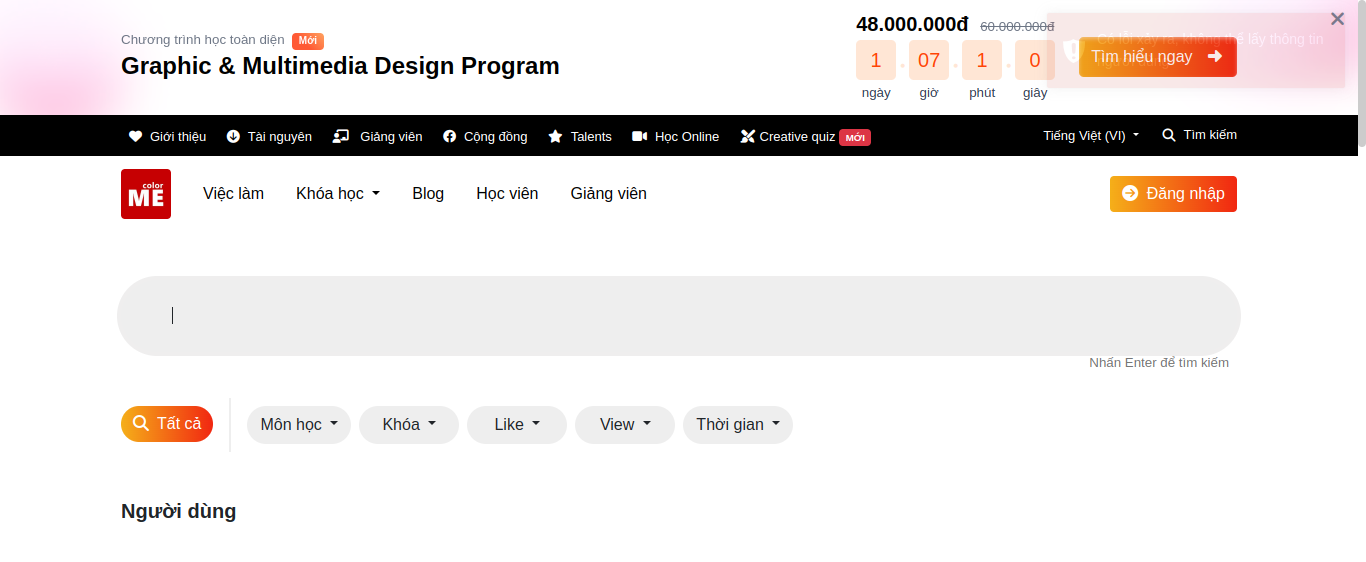 Chương trình học toàn diện Mới
Graphic & Multimedia Design Program
48.000.000đ 60.000.000đ
1 . 07 . 1 . 0
ngày giờ phút giây
Có lỗi xảy ra, không thể lấy thông tin
Tìm hiểu ngay
Giới thiệu Tài nguyên Giảng viên Cộng đồng Talents Học Online Creative quiz MỚI Tiếng Việt (VI) Tìm kiếm
color
ME
Việc làm Khóa học Blog Học viên Giảng viên Đăng nhập
Nhấn Enter để tìm kiếm
Tất cả Môn học Khóa Like View Thời gian
Người dùng